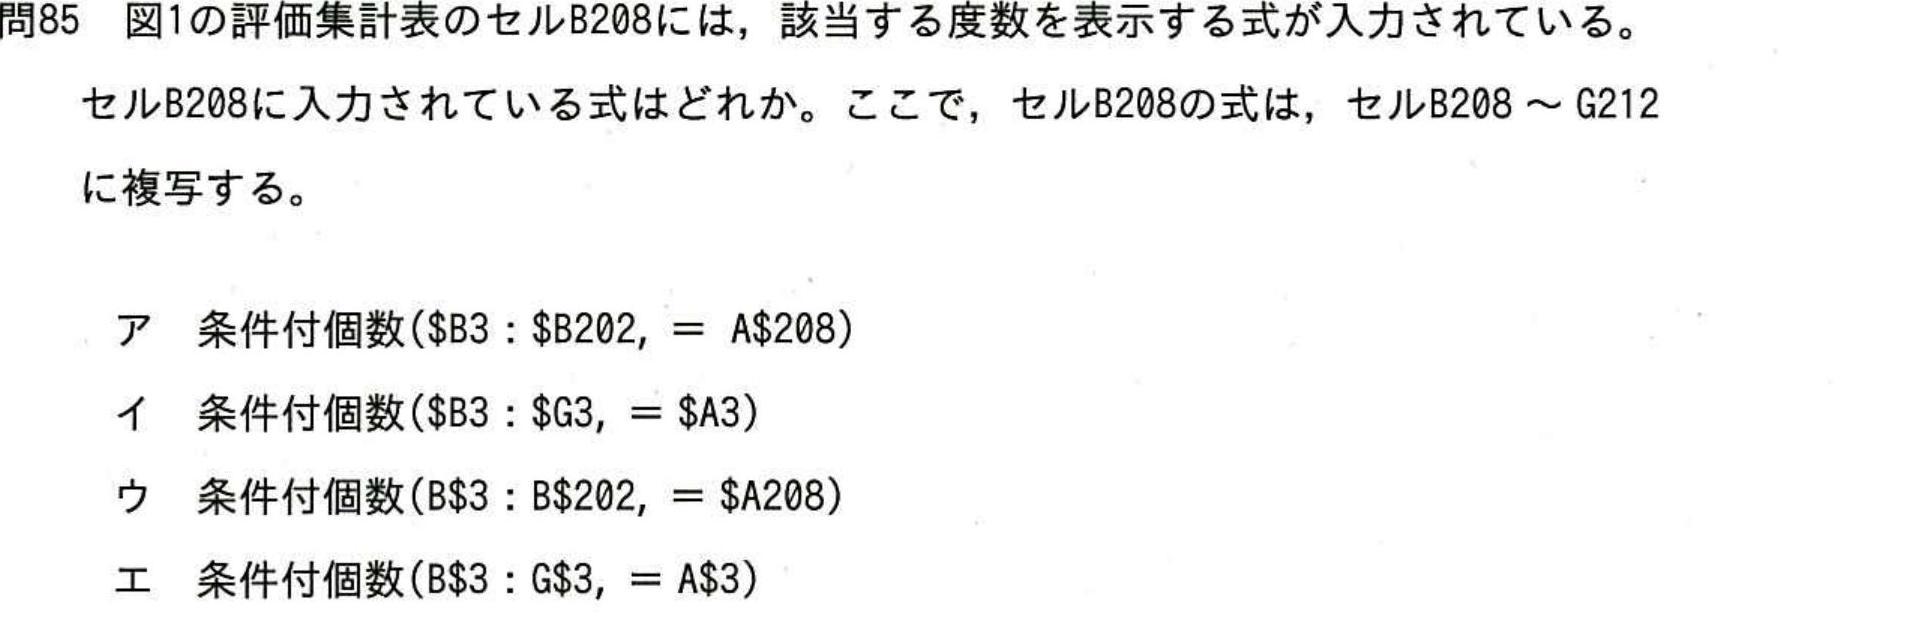 問85　図1の評価集計表のセルB208には，該当する度数を表示する式が入力されている。
セルB208に入力されている式はどれか。ここで，セルB208の式は，セルB208 ～ G212
に複写する。
ア　条件付個数($B3：$B202, ＝ A$208)
イ　条件付個数($B3：$G3, ＝ $A3)
ウ　条件付個数(B$3：B$202, ＝ $A208)
エ　条件付個数(B$3：G$3, ＝ A$3)